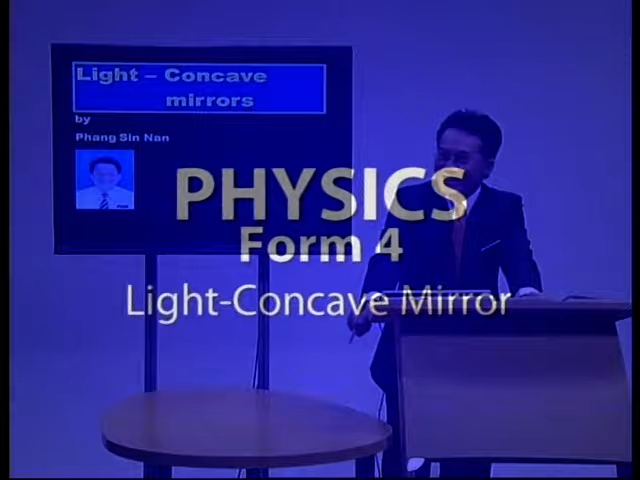 Light – Concave
mirrors
by
Phang Sin Nan
PHYSICS
Form 4
Light-Concave Mirror